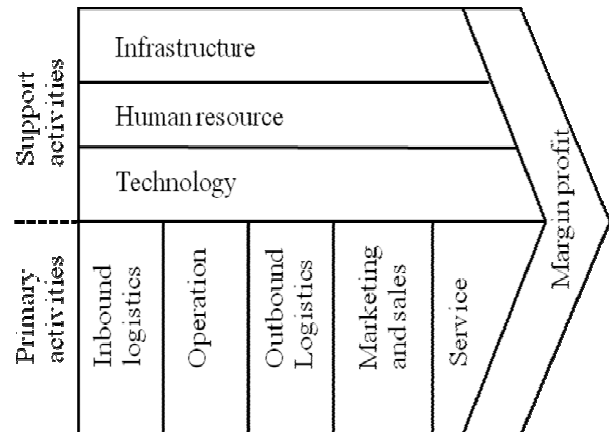 Support
activities
Infrastructure
Human resource
Technology
Margin profit
Primary
activities
Inbound
logistics
Operation
Outbound
Logistics
Marketing
and sales
Service